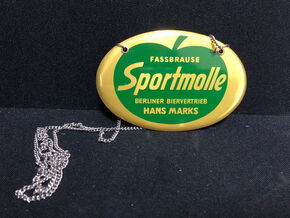 FASSBRAUSE
Sportmolle
BERLINER BIERVERTRIEB
HANS MARKS